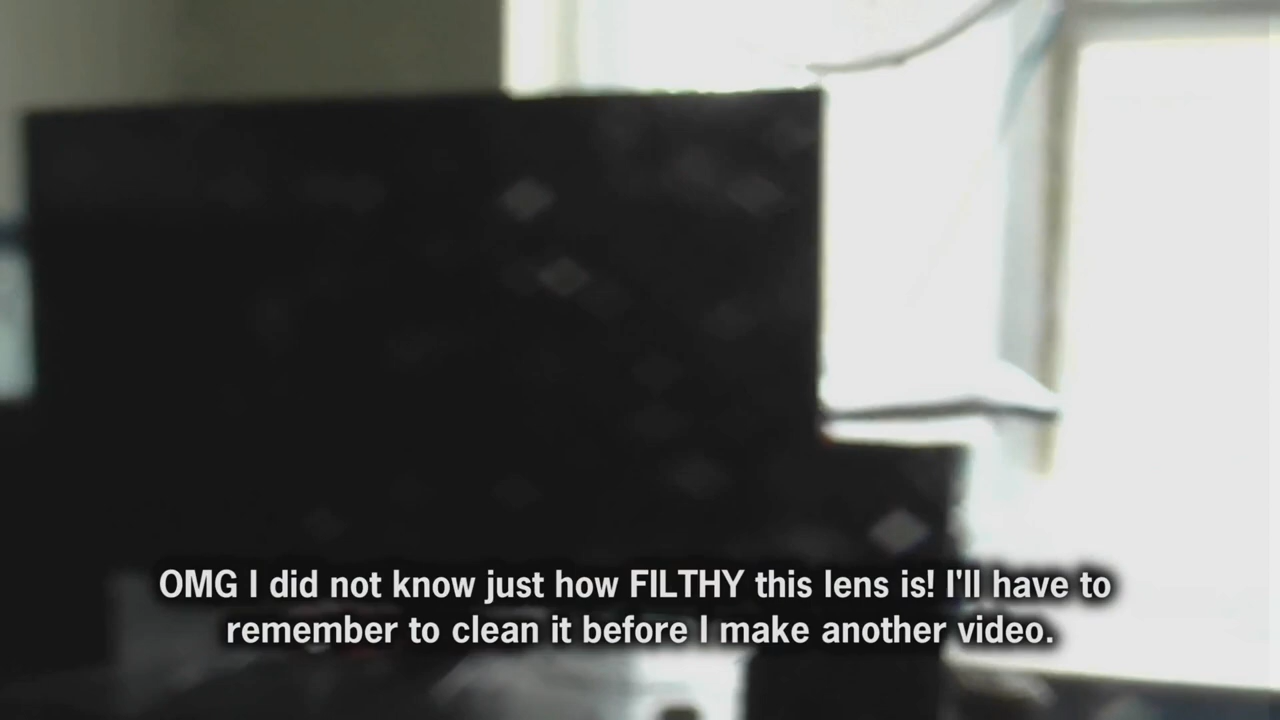 OMG I did not know just how FILTHY this lens is! I'll have to
remember to clean it before I make another video.